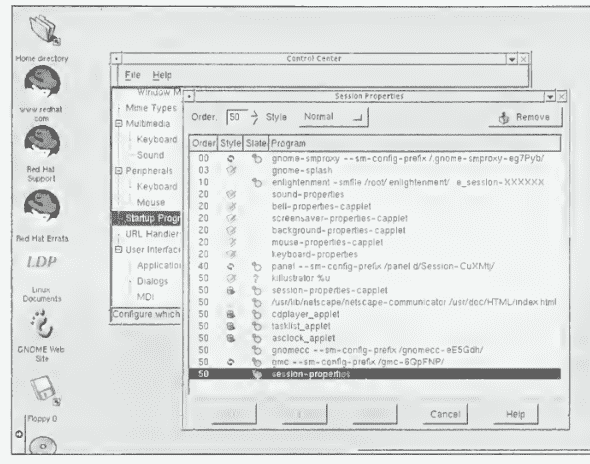 Home directory
www.redhat
com
Red Hat
Support
Red Hat Errata
LDP
Linux
Documents
GNOME Web
Site
Floppy 0
Control Center
File Help
Window M
Mime Types
Multimedia
Keyboard
Sound
Peripherals
Keyboard
Mouse
Startup Progr
URL Handler
User Interface
Application
Dialogs
MDI
Configure which
Session Properties
Order. 50 Style Normal Remove
Order Style State Program
00 gnome-smproxy --sm-config-prefix /.gnome-smproxy-eg7Pyb/
03 gnome-splash
10 enlightenment -smfile /root/ enlightenment/ e_session-XXXXXX
20 sound-properties
20 bell-properties-capplet
20 screensaver-properties-capplet
20 background-properties-capplet
20 mouse-properties-capplet
20 keyboard-properties
40 panel --sm-config-prefix /panel d/Session-CuXMtj/
50 ? killustrator %u
50 session-properties-capplet
50 /usr/lib/netscape/netscape-communicator /usr/doc/HTML/index html
50 cdplayer_applet
50 tasklist_applet
50 asclock_applet
50 gnomecc --sm-config-prefix /gnomecc-eE5Gdh/
50 gmc --sm-config-prefix /gmc-6QpFNP/
50 session-properties
Cancel Help